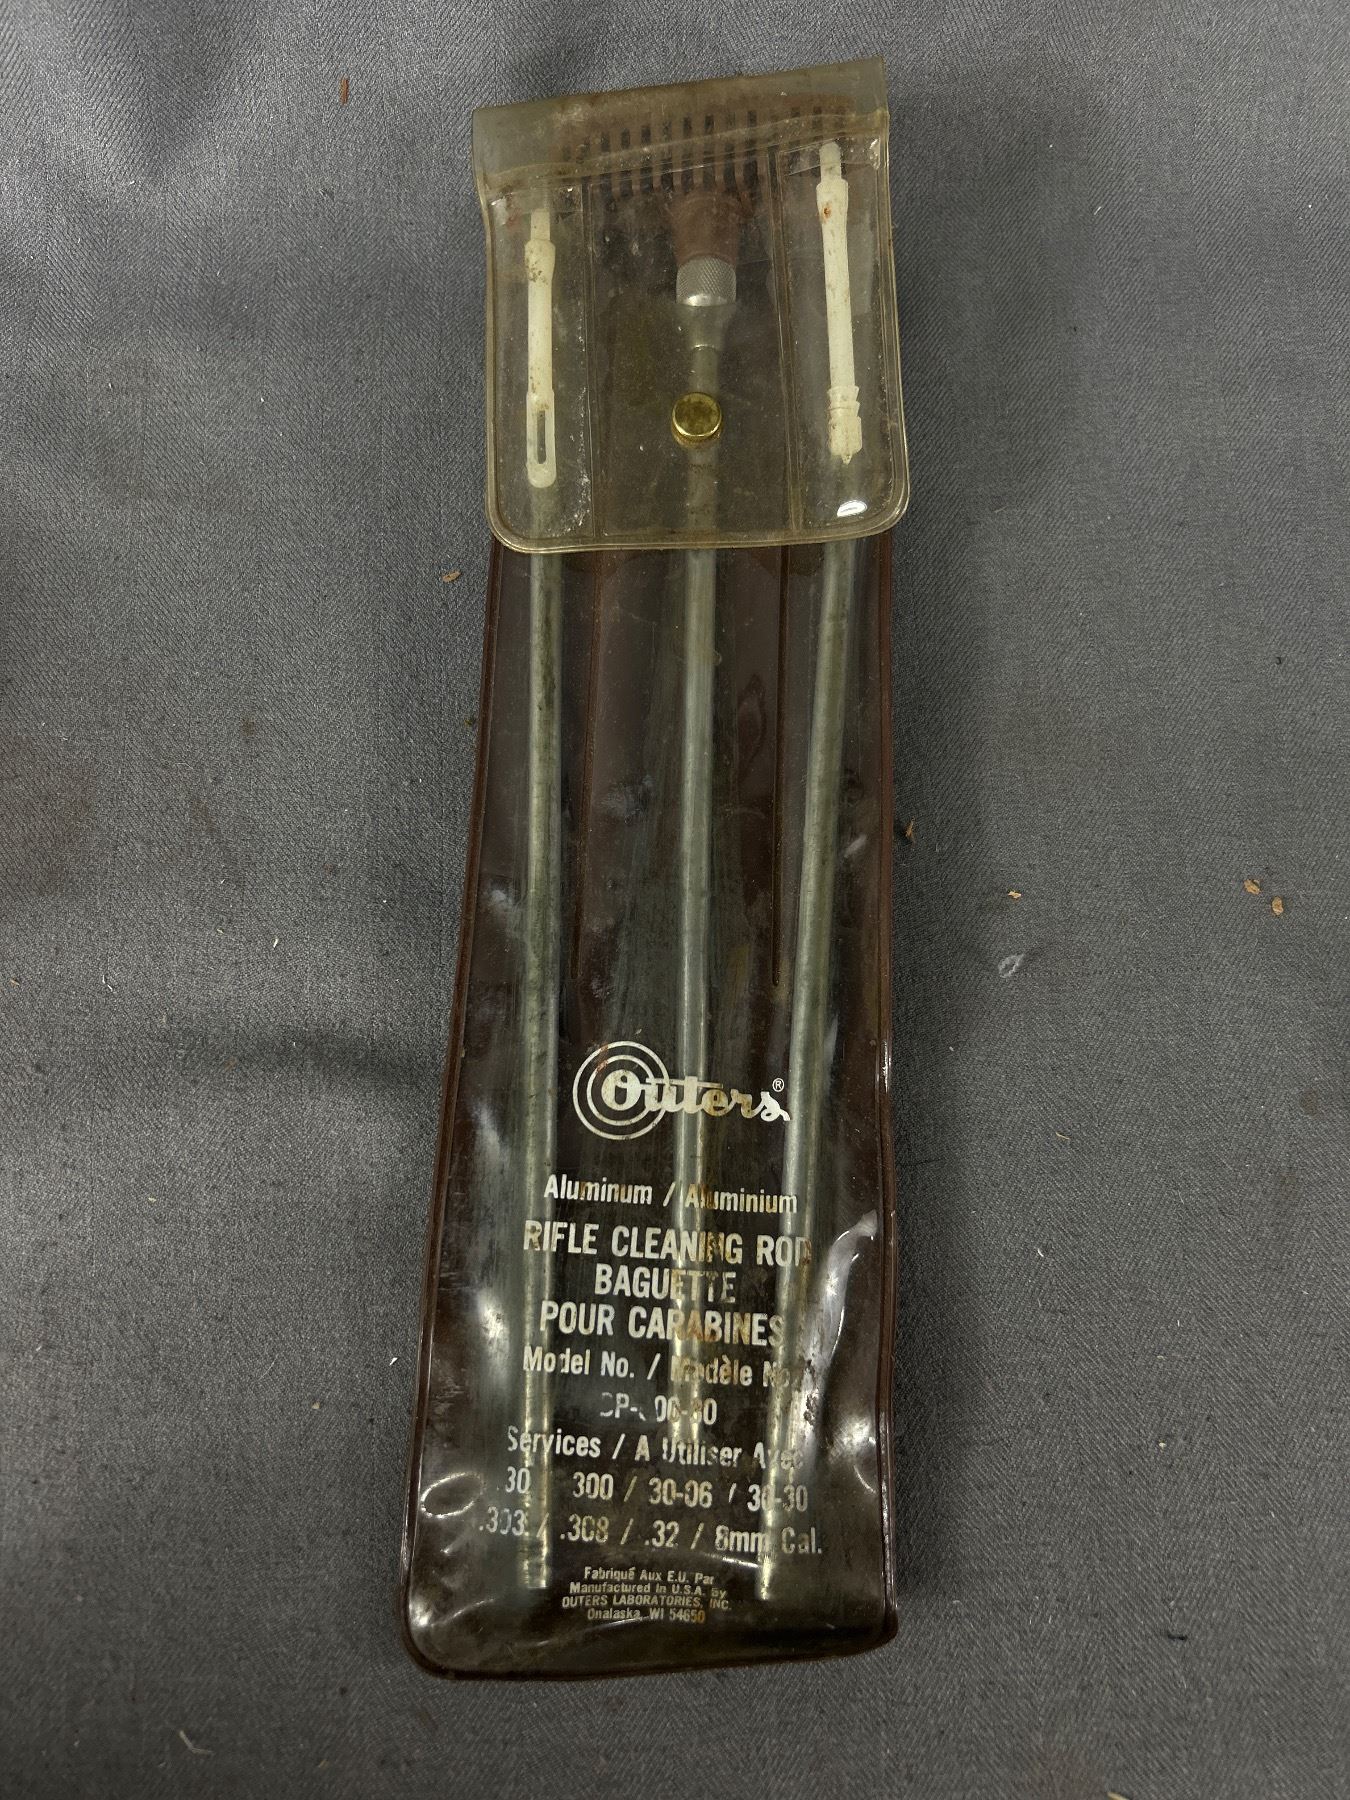 Outers®
Aluminum / Aluminium
RIFLE CLEANING ROD
BAGUETTE
POUR CARABINES
Model No. / Modèle No.
Services / A Utiliser Avec
30 300 / 30-06 / 30-30
.303 / .308 / .32 / 8mm Cal.
Fabriqué Aux E.U. Par
Manufactured In U.S.A. By
OUTERS LABORATORIES, INC.
Onalaska, WI 54650